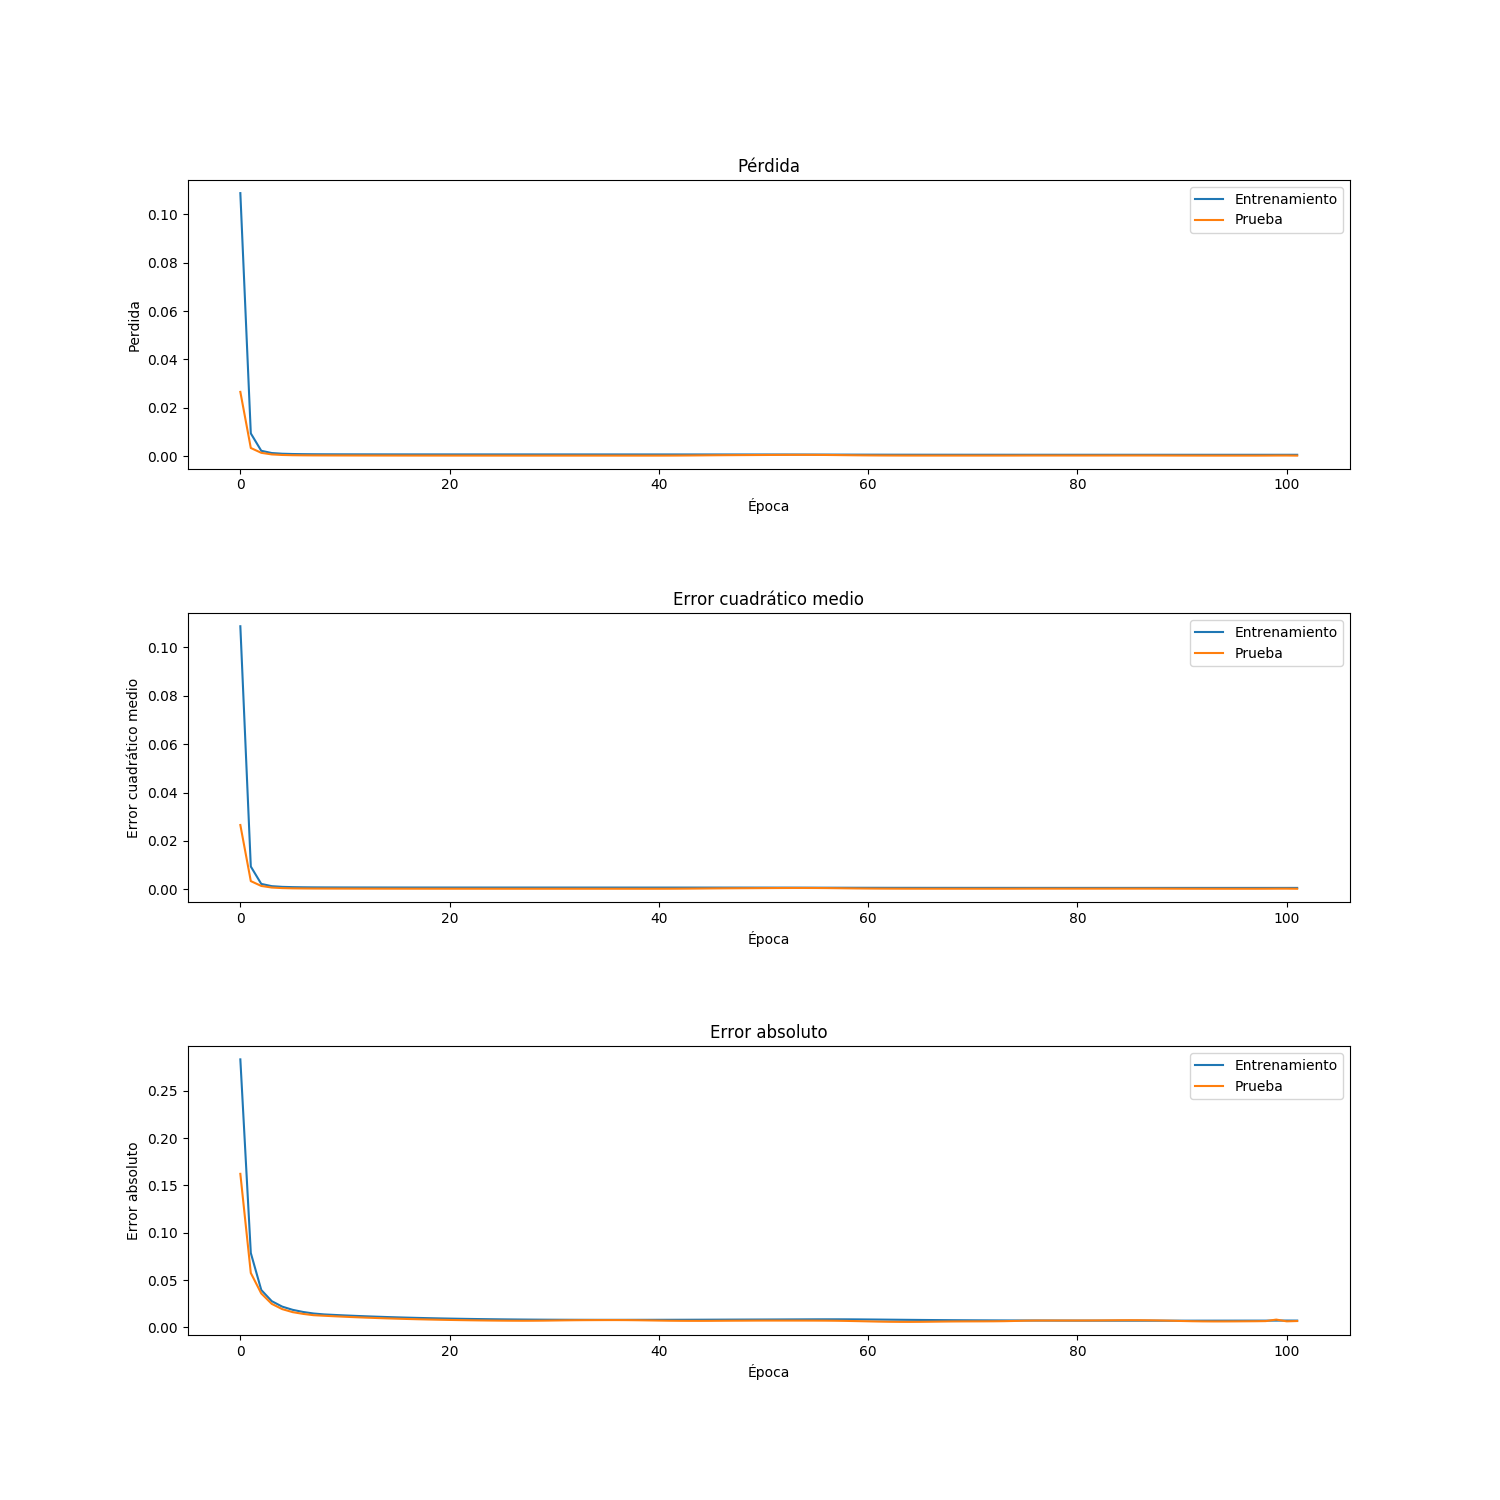 Pérdida
Entrenamiento
Prueba
0.10
0.08
0.06
0.04
0.02
0.00
Perdida
0 20 40 60 80 100
Época
Error cuadrático medio
Entrenamiento
Prueba
0.10
0.08
0.06
0.04
0.02
0.00
Error cuadrático medio
0 20 40 60 80 100
Época
Error absoluto
Entrenamiento
Prueba
0.25
0.20
0.15
0.10
0.05
0.00
Error absoluto
0 20 40 60 80 100
Época